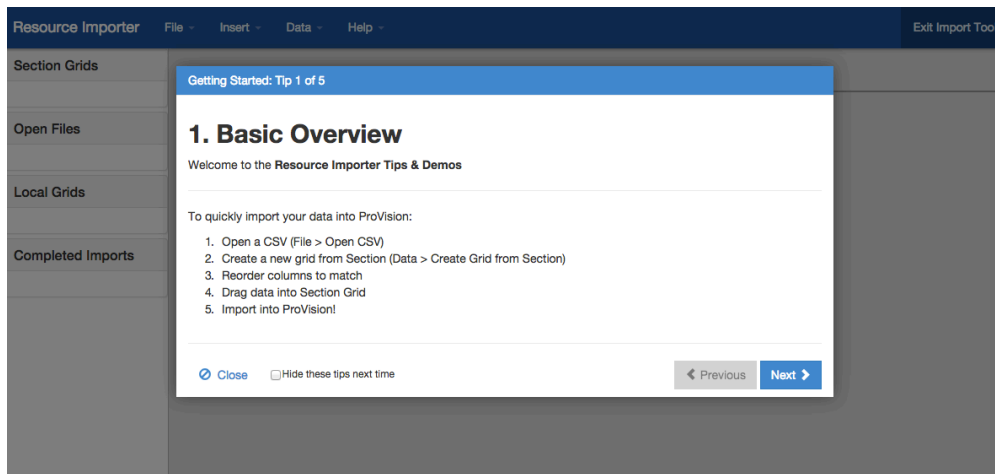 Resource Importer File Insert Data Help Exit Import Too
Section Grids
Open Files
Local Grids
Completed Imports
Getting Started: Tip 1 of 5
1. Basic Overview
Welcome to the Resource Importer Tips & Demos
To quickly import your data into ProVision:
1. Open a CSV (File > Open CSV)
2. Create a new grid from Section (Data > Create Grid from Section)
3. Reorder columns to match
4. Drag data into Section Grid
5. Import into ProVision!
Close Hide these tips next time Previous Next